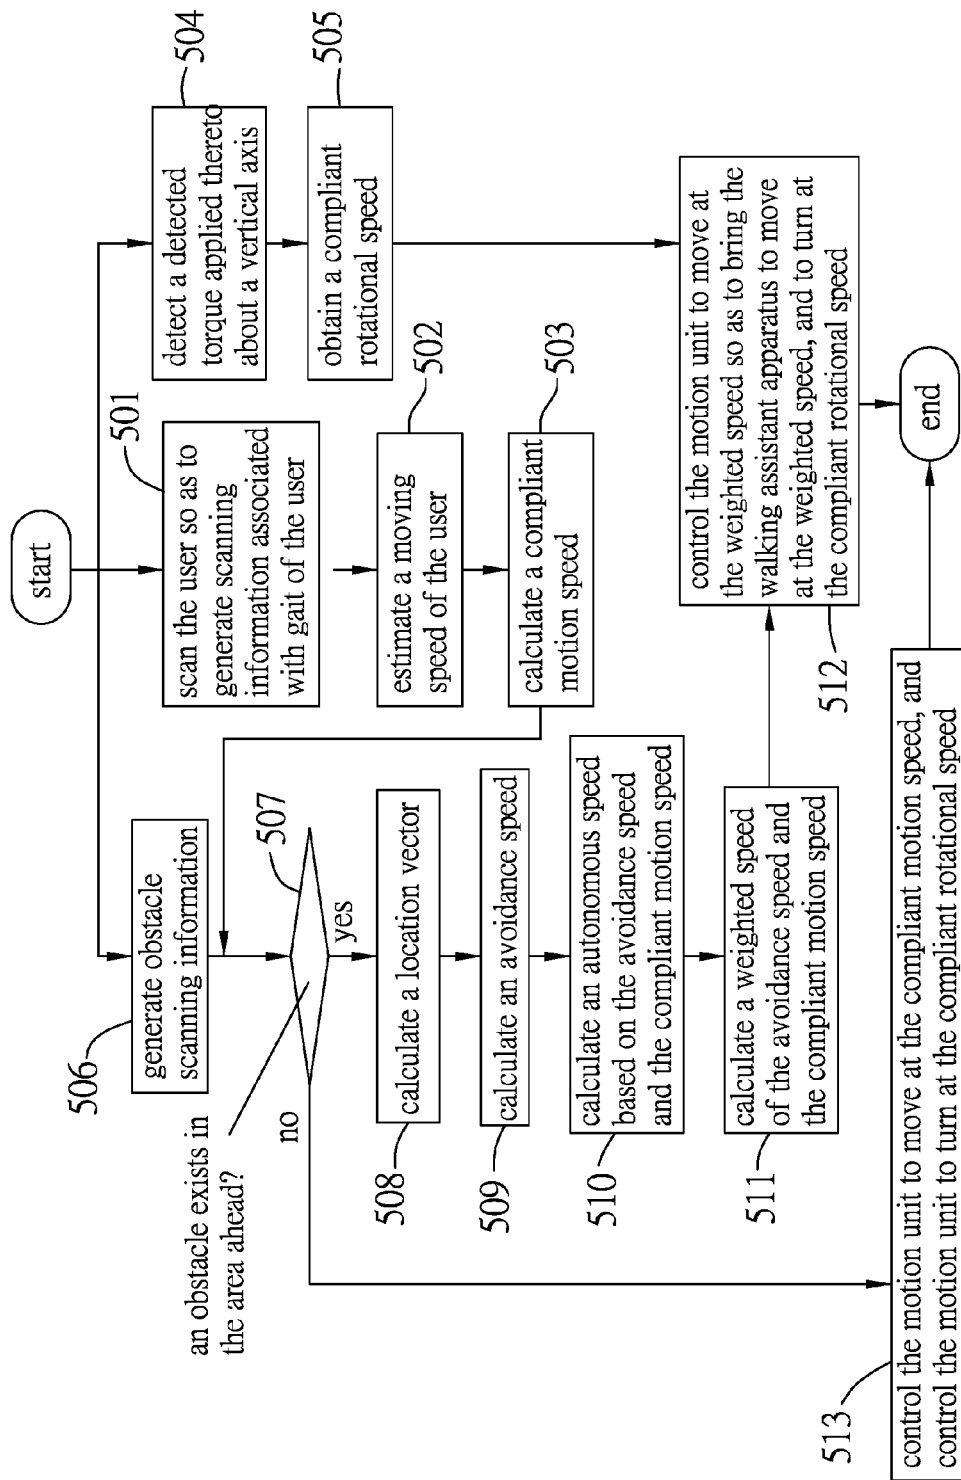 start
506
generate obstacle
scanning information
501
scan the user so as to
generate scanning
information associated
with gait of the user
504
detect a detected
torque applied thereto
about a vertical axis
505
obtain a compliant
rotational speed
502
estimate a moving
speed of the user
503
calculate a compliant
motion speed
an obstacle exists in
the area ahead?
507
no
yes
508
calculate a location vector
509
calculate an avoidance speed
510
calculate an autonomous speed
based on the avoidance speed
and the compliant motion speed
511
calculate a weighted speed
of the avoidance speed and
the compliant motion speed
512
control the motion unit to move at
the weighted speed so as to bring the
walking assistant apparatus to move
at the weighted speed, and to turn at
the compliant rotational speed
513
control the motion unit to move at the compliant motion speed, and
control the motion unit to turn at the compliant rotational speed
end